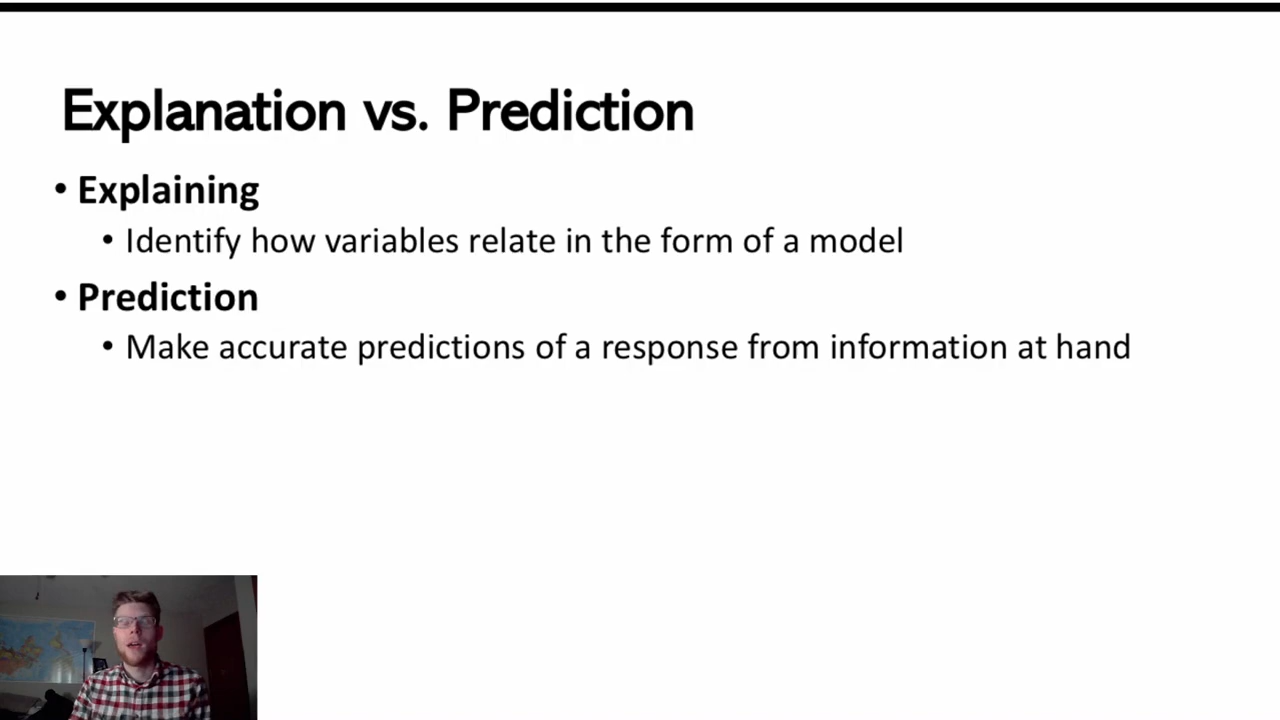 Explanation vs. Prediction
• Explaining
• Identify how variables relate in the form of a model
• Prediction
• Make accurate predictions of a response from information at hand